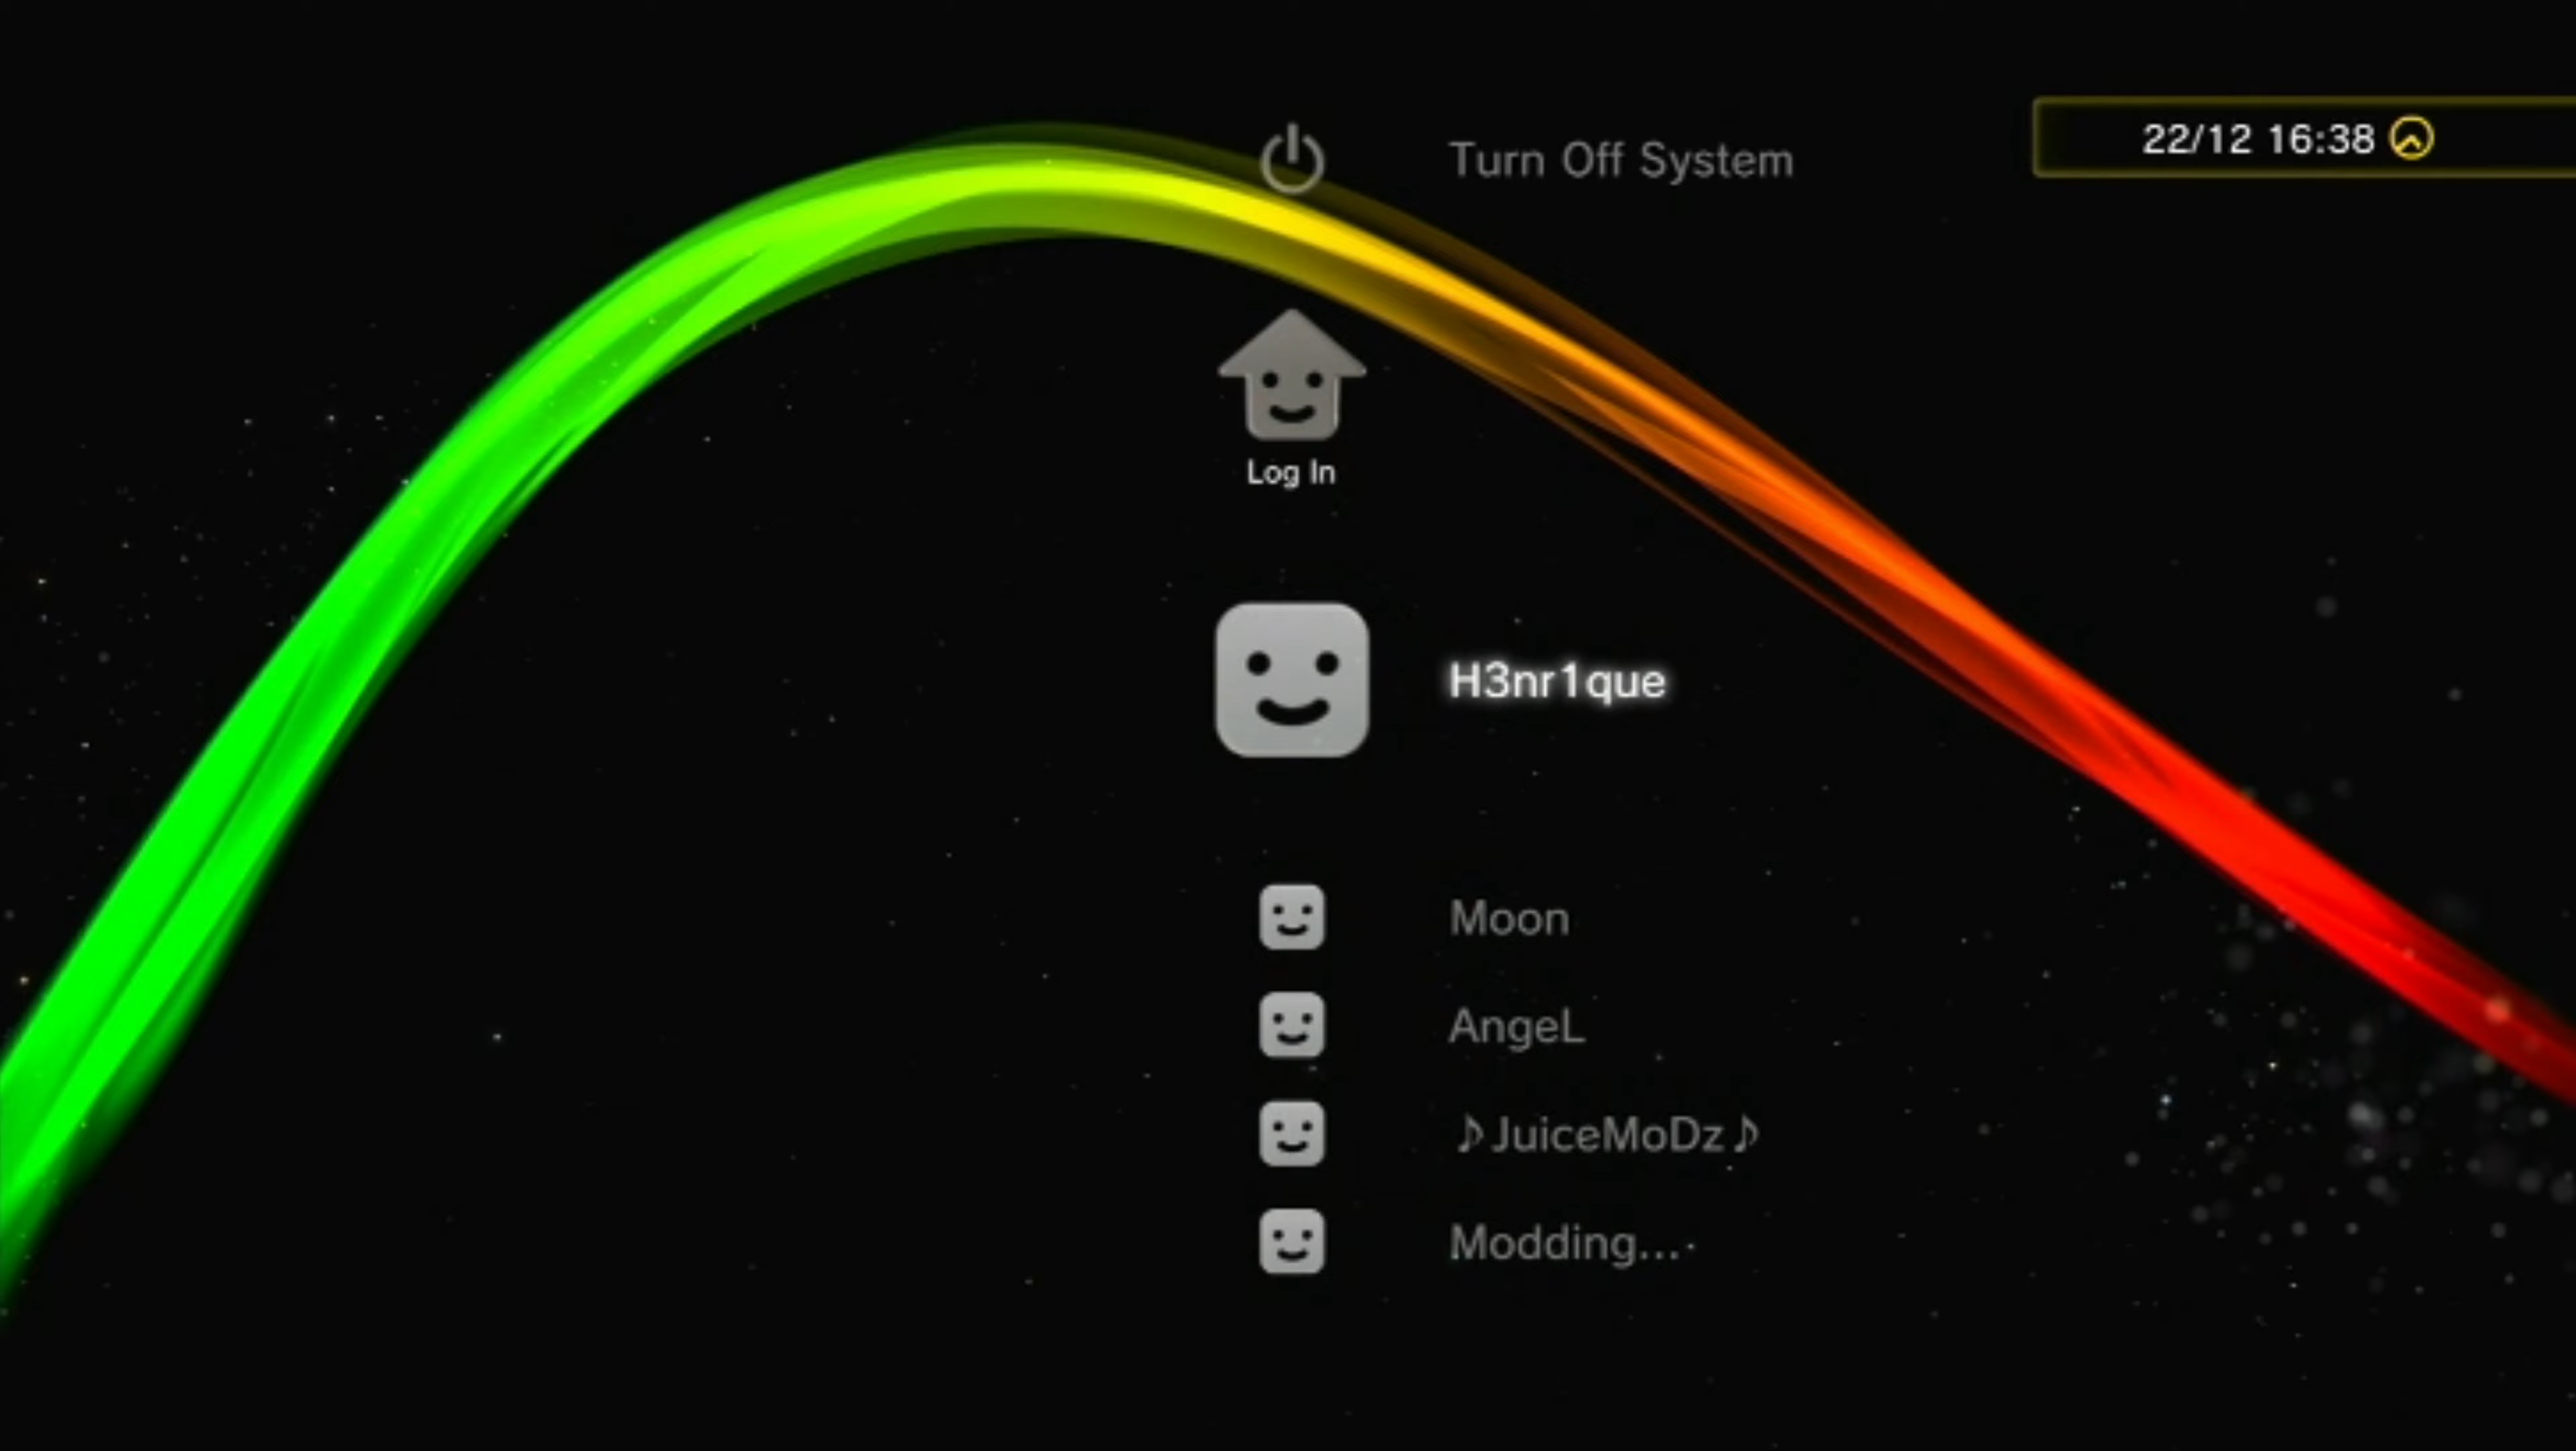 Turn Off System
22/12 16:38
Log In
H3nr1que
Moon
AngeL
♪JuiceMoDz♪
Modding...